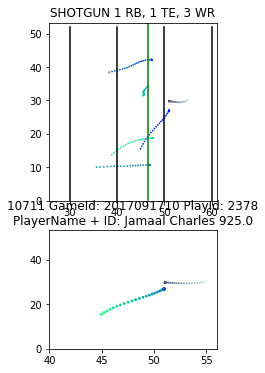 SHOTGUN 1 RB, 1 TE, 3 WR
50
40
30
20
10
0
30 40 50 60
10711 GameId: 2017091710 PlayId: 2378
PlayerName + ID: Jamaal Charles 925.0
40
20
0
40 45 50 55